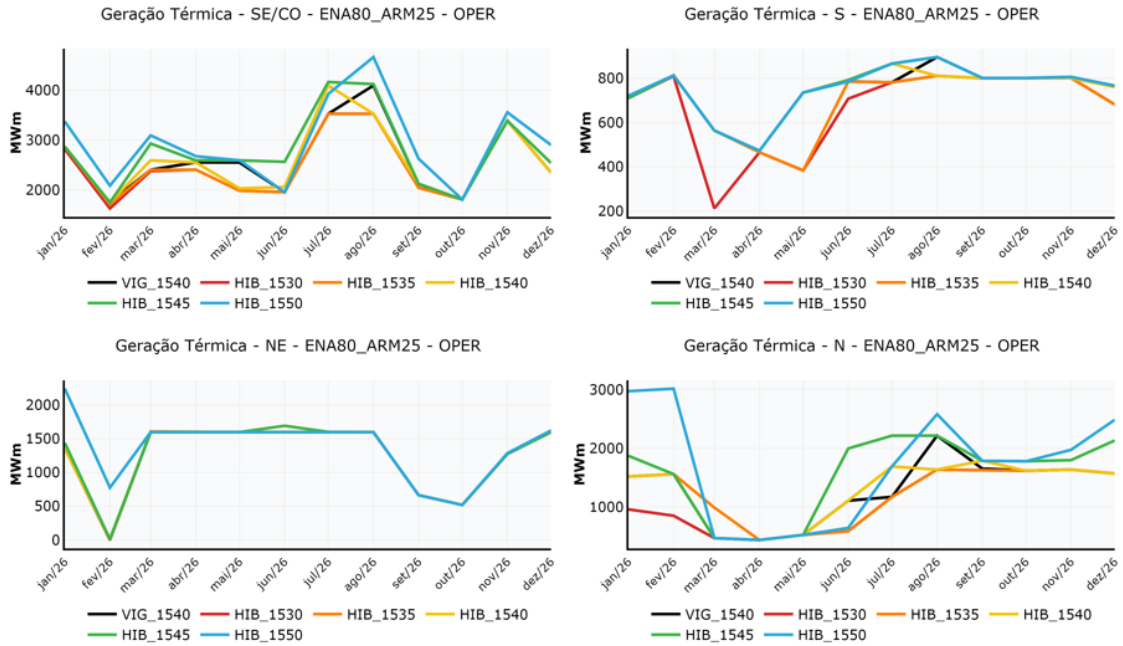 Geração Térmica - SE/CO - ENA80_ARM25 - OPER
MWm
4000
3000
2000
jan/26 fev/26 mar/26 abr/26 mai/26 jun/26 jul/26 ago/26 set/26 out/26 nov/26 dez/26
VIG_1540 HIB_1530 HIB_1535 HIB_1540
HIB_1545 HIB_1550
Geração Térmica - S - ENA80_ARM25 - OPER
MWm
800
600
400
200
jan/26 fev/26 mar/26 abr/26 mai/26 jun/26 jul/26 ago/26 set/26 out/26 nov/26 dez/26
VIG_1540 HIB_1530 HIB_1535 HIB_1540
HIB_1545 HIB_1550
Geração Térmica - NE - ENA80_ARM25 - OPER
MWm
2000
1500
1000
500
0
jan/26 fev/26 mar/26 abr/26 mai/26 jun/26 jul/26 ago/26 set/26 out/26 nov/26 dez/26
VIG_1540 HIB_1530 HIB_1535 HIB_1540
HIB_1545 HIB_1550
Geração Térmica - N - ENA80_ARM25 - OPER
MWm
3000
2000
1000
jan/26 fev/26 mar/26 abr/26 mai/26 jun/26 jul/26 ago/26 set/26 out/26 nov/26 dez/26
VIG_1540 HIB_1530 HIB_1535 HIB_1540
HIB_1545 HIB_1550